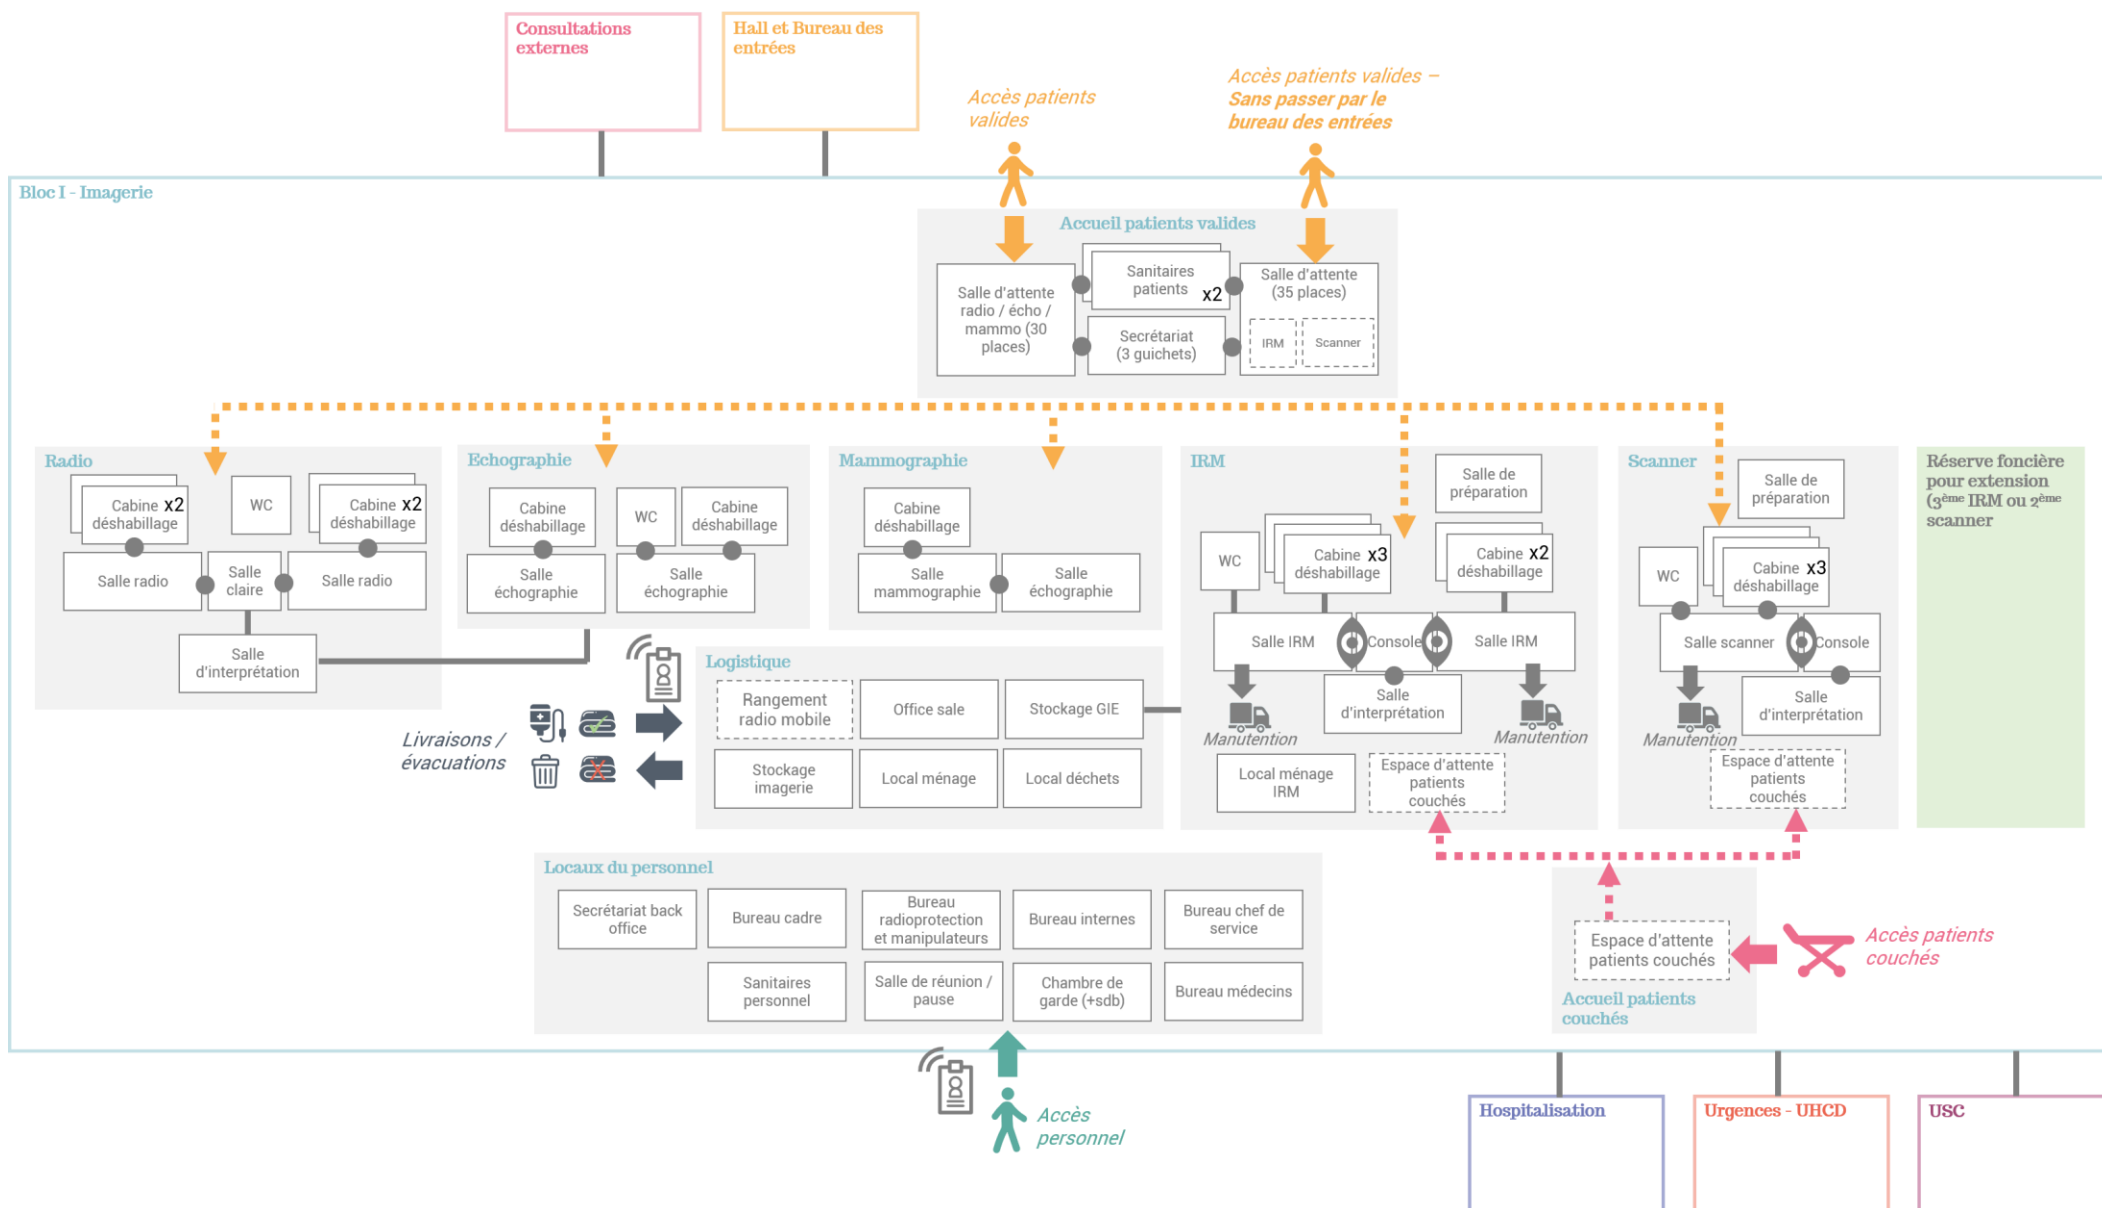 Consultations
externes
Hall et Bureau des
entrées
Accès patients
valides
Accès patients valides –
Sans passer par le
bureau des entrées
Bloc I - Imagerie
Accueil patients valides
Salle d'attente
radio / écho /
mammo (30
places)
Sanitaires
patients x2
Secrétariat
(3 guichets)
Salle d'attente
(35 places)
IRM
Scanner
Radio
Cabine x2
déshabillage
WC
Cabine x2
déshabillage
Salle radio
Salle
claire
Salle radio
Salle
d'interprétation
Echographie
Cabine
déshabillage
WC
Cabine
déshabillage
Salle
échographie
Salle
échographie
Mammographie
Cabine
déshabillage
Salle
mammographie
Salle
échographie
IRM
Salle de
préparation
WC
Cabine x3
déshabillage
Cabine x2
déshabillage
Salle IRM
Console
Salle IRM
Salle
d'interprétation
Manutention
Manutention
Local ménage
IRM
Espace d'attente
patients
couchés
Scanner
Salle de
préparation
WC
Cabine x3
déshabillage
Salle scanner
Console
Salle
d'interprétation
Manutention
Espace d'attente
patients
couchés
Réserve foncière
pour extension
(3ème IRM ou 2ème
scanner
Logistique
Rangement
radio mobile
Office sale
Stockage GIE
Stockage
imagerie
Local ménage
Local déchets
Livraisons /
évacuations
Locaux du personnel
Secrétariat back
office
Bureau cadre
Bureau
radioprotection
et manipulateurs
Bureau internes
Bureau chef de
service
Sanitaires
personnel
Salle de réunion /
pause
Chambre de
garde (+sdb)
Bureau médecins
Espace d'attente
patients couchés
Accueil patients
couchés
Accès patients
couchés
Accès
personnel
Hospitalisation
Urgences - UHCD
USC